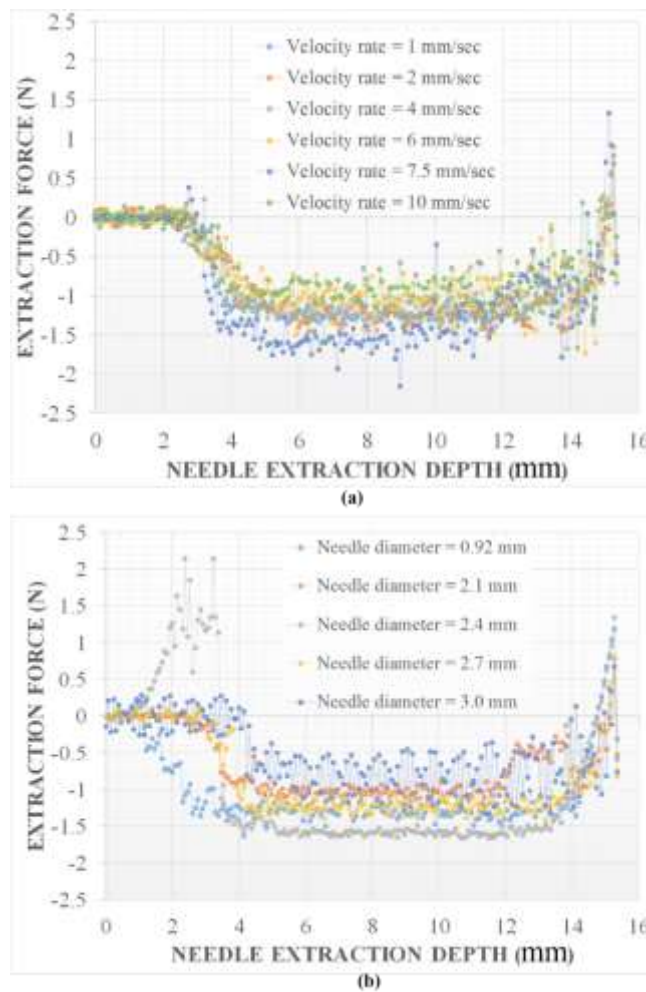 2.5
2
1.5
1
0.5
0
-0.5
-1
-1.5
-2
-2.5
EXTRACTION FORCE (N)
Velocity rate = 1 mm/sec
Velocity rate = 2 mm/sec
Velocity rate = 4 mm/sec
Velocity rate = 6 mm/sec
Velocity rate = 7.5 mm/sec
Velocity rate = 10 mm/sec
0 2 4 6 8 10 12 14 16
NEEDLE EXTRACTION DEPTH (mm)
(a)
2.5
2
1.5
1
0.5
0
-0.5
-1
-1.5
-2
-2.5
EXTRACTION FORCE (N)
Needle diameter = 0.92 mm
Needle diameter = 2.1 mm
Needle diameter = 2.4 mm
Needle diameter = 2.7 mm
Needle diameter = 3.0 mm
0 2 4 6 8 10 12 14 16
NEEDLE EXTRACTION DEPTH (mm)
(b)